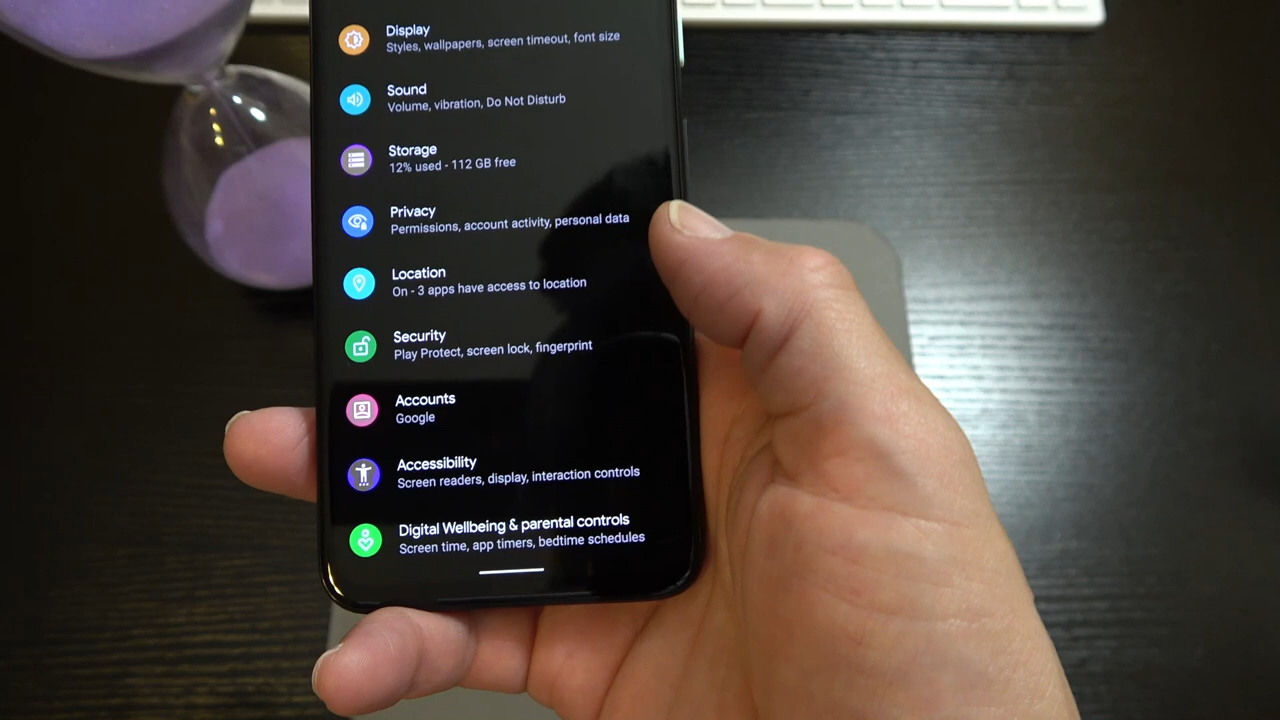 Display
Styles, wallpapers, screen timeout, font size
Sound
Volume, vibration, Do Not Disturb
Storage
12% used - 112 GB free
Privacy
Permissions, account activity, personal data
Location
On - 3 apps have access to location
Security
Play Protect, screen lock, fingerprint
Accounts
Google
Accessibility
Screen readers, display, interaction controls
Digital Wellbeing & parental controls
Screen time, app timers, bedtime schedules